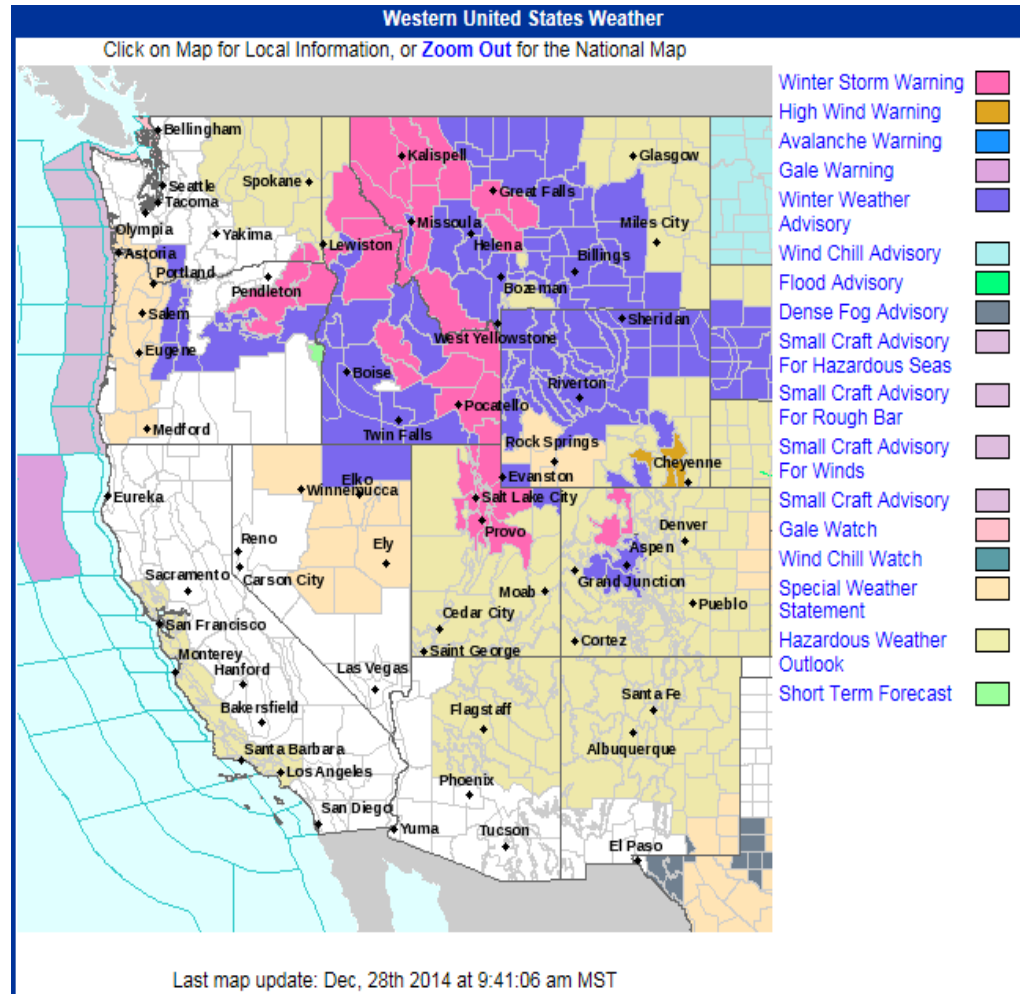 Western United States Weather
Click on Map for Local Information, or Zoom Out for the National Map
Bellingham
Seattle
Tacoma
Olympia
Yakima
Spokane
Kalispell
Glasgow
Great Falls
Missoula
Helena
Miles City
Lewiston
Astoria
Portland
Pendleton
Billings
Bozeman
Salem
Eugene
West Yellowstone
Sheridan
Boise
Riverton
Pocatello
Medford
Twin Falls
Rock Springs
Cheyenne
Evanston
Eureka
Elko
Winnemucca
Salt Lake City
Provo
Denver
Reno
Ely
Aspen
Carson City
Grand Junction
Sacramento
Moab
Pueblo
San Francisco
Cedar City
Cortez
Saint George
Monterey
Hanford
Las Vegas
Bakersfield
Flagstaff
Santa Fe
Albuquerque
Santa Barbara
Los Angeles
Phoenix
San Diego
Yuma
Tucson
El Paso
Winter Storm Warning
High Wind Warning
Avalanche Warning
Gale Warning
Winter Weather
Advisory
Wind Chill Advisory
Flood Advisory
Dense Fog Advisory
Small Craft Advisory
For Hazardous Seas
Small Craft Advisory
For Rough Bar
Small Craft Advisory
For Winds
Small Craft Advisory
Gale Watch
Wind Chill Watch
Special Weather
Statement
Hazardous Weather
Outlook
Short Term Forecast
Last map update: Dec, 28th 2014 at 9:41:06 am MST